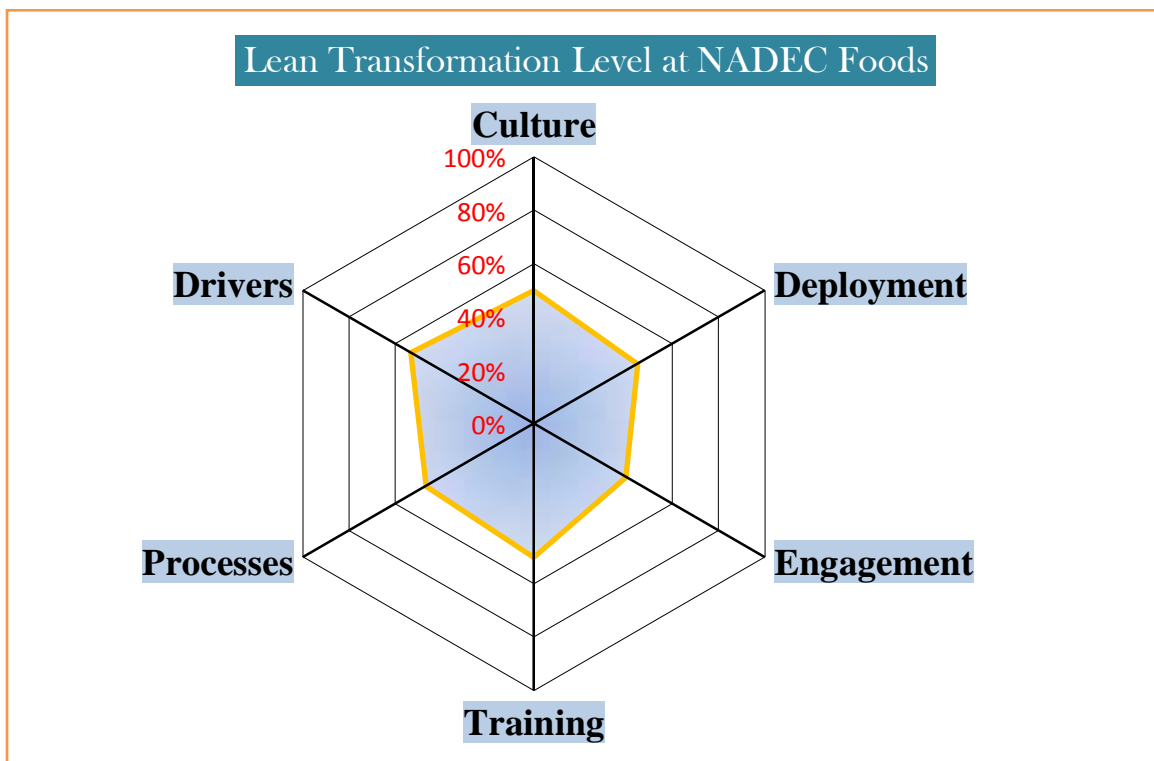 Lean Transformation Level at NADEC Foods
Culture
100%
80%
60%
40%
20%
0%
Drivers
Deployment
Processes
Engagement
Training